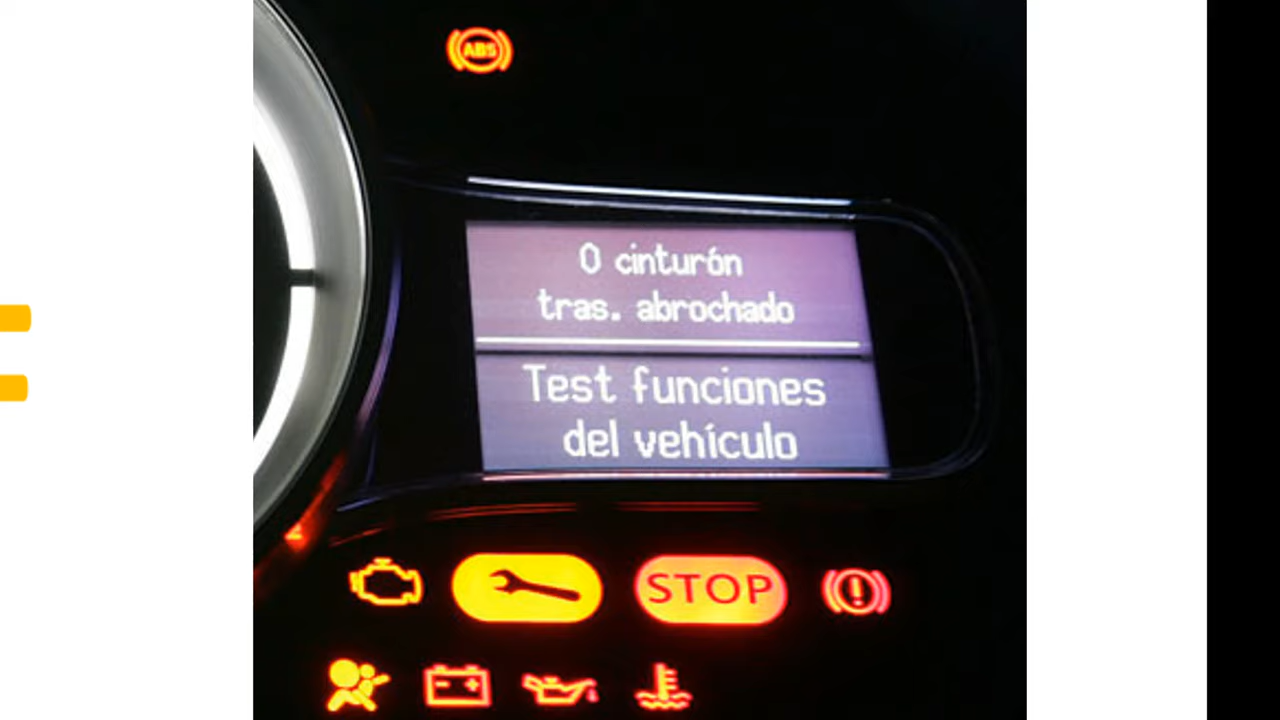 ABS
0 cinturón
tras. abrochado
Test funciones
del vehículo
STOP